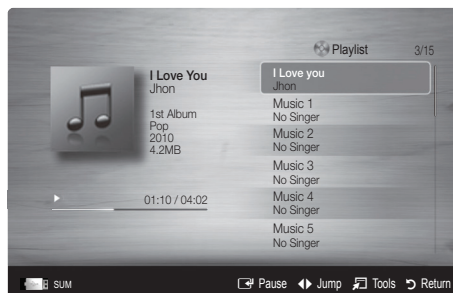 Playlist 3/15
I Love You
Jhon
1st Album
Pop
2010
4.2MB
01:10 / 04:02
I Love you
Jhon
Music 1
No Singer
Music 2
No Singer
Music 3
No Singer
Music 4
No Singer
Music 5
No Singer
SUM Pause Jump Tools Return